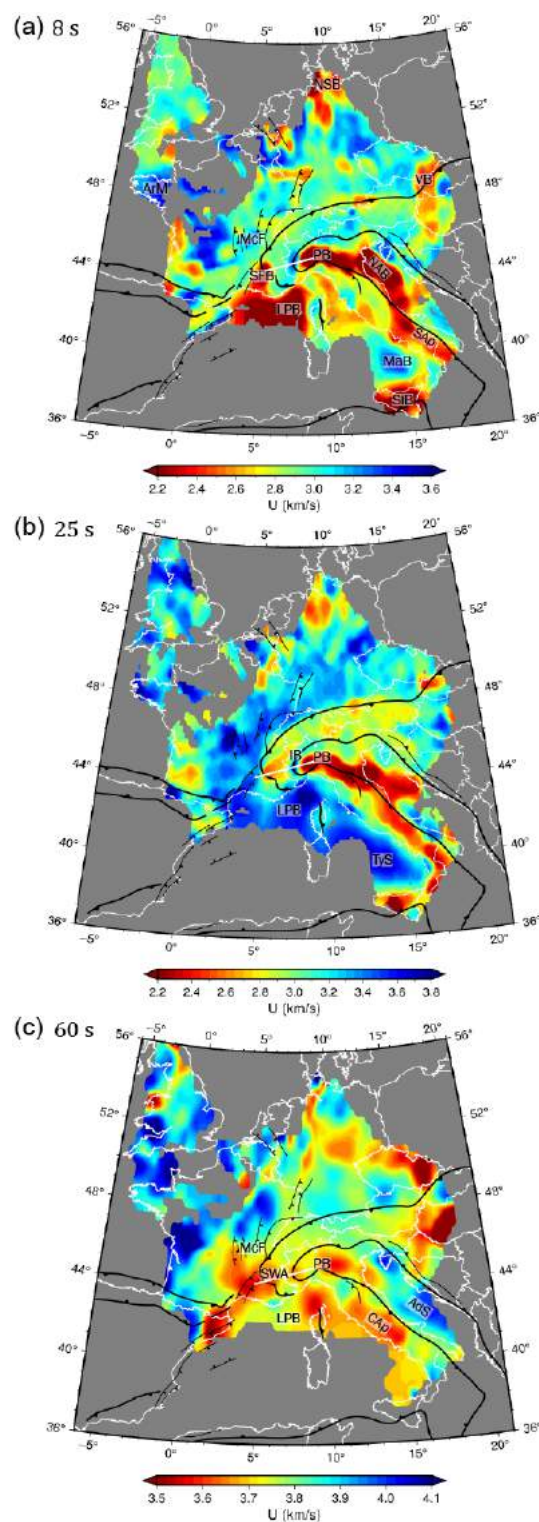 (a) 8 s
-5° 0° 5° 10° 15° 20°
56° 56°
52° 52°
48° 48°
44° 44°
40° 40°
36° 36°
-5° 0° 5° 10° 15° 20°
NSB
ArM
VB
McF
PB
SFB
NAB
LPB
SAp
MaB
SiB
2.2 2.4 2.6 2.8 3.0 3.2 3.4 3.6
U (km/s)
(b) 25 s
-5° 0° 5° 10° 15° 20°
56° 56°
52° 52°
48° 48°
44° 44°
40° 40°
36° 36°
0° 5° 10° 15° 20°
IB PB
LPB
TyS
2.2 2.4 2.6 2.8 3.0 3.2 3.4 3.6 3.8
U (km/s)
(c) 60 s
-5° 0° 5° 10° 15° 20°
56°
52° 52°
48° 48°
44° 44°
40° 40°
36° 36°
-5° 0° 5° 10° 15° 20°
McF
SWA
PB
AdS
LPB
CAp
3.5 3.6 3.7 3.8 3.9 4.0 4.1
U (km/s)